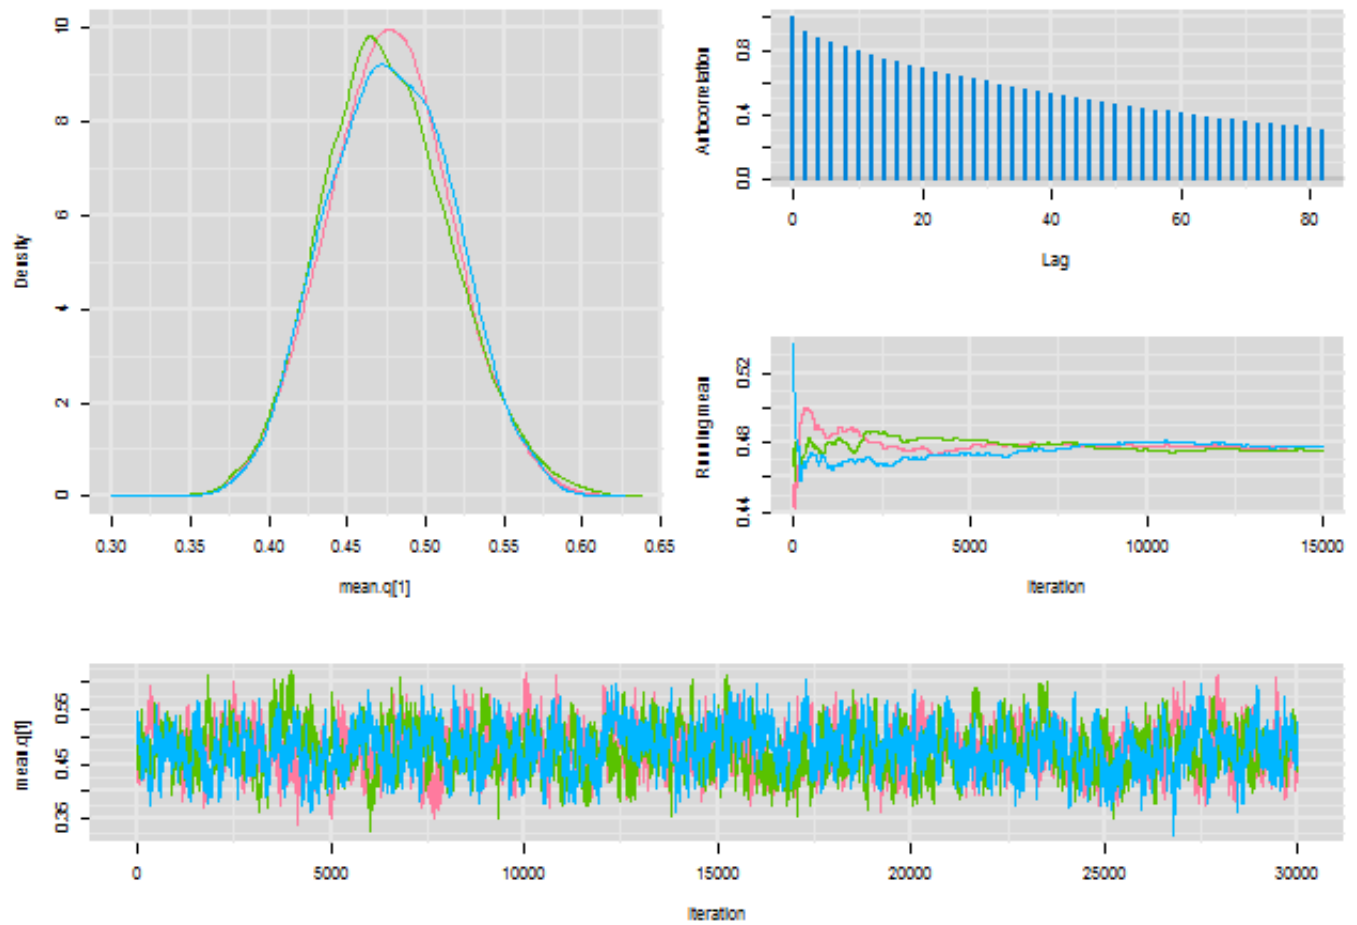 Density
0 2 4 6 8 10
0.30 0.35 0.40 0.45 0.50 0.55 0.60 0.65
mean.q[1]
Autocorrelation
0.0 0.4 0.8
0 20 40 60 80
Lag
Running mean
0.44 0.48 0.52
0 5000 10000 15000
Iteration
mean.q[1]
0.35 0.45 0.55
0 5000 10000 15000 20000 25000 30000
Iteration